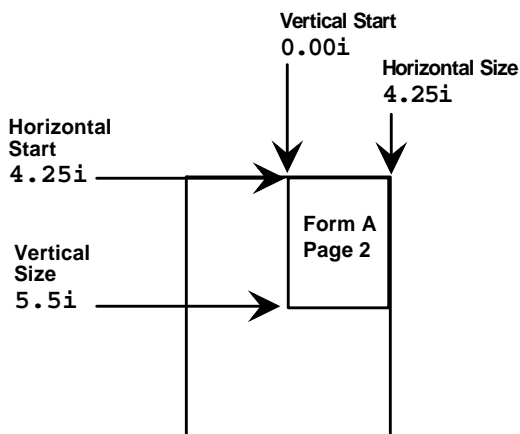 Vertical Start
0.00i
Horizontal Size
4.25i
Horizontal
Start
4.25i
Form A
Page 2
Vertical
Size
5.5i